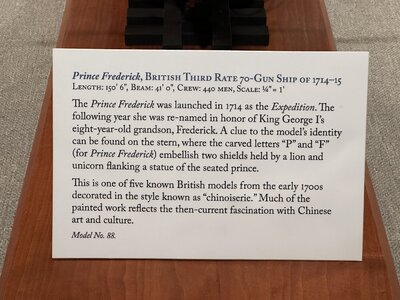 Prince Frederick, British Third Rate 70-Gun Ship of 1714–15
Length: 150' 6", Beam: 41' 0", Crew: 440 men, Scale: ¼" = 1'
The Prince Frederick was launched in 1714 as the Expedition. The
following year she was re-named in honor of King George I's
eight-year-old grandson, Frederick. A clue to the model's identity
can be found on the stern, where the carved letters “P” and “F”
(for Prince Frederick) embellish two shields held by a lion and
unicorn flanking a statue of the seated prince.
This is one of five known British models from the early 1700s
decorated in the style known as “chinoiserie.” Much of the
painted work reflects the then-current fascination with Chinese
art and culture.
Model No. 88.